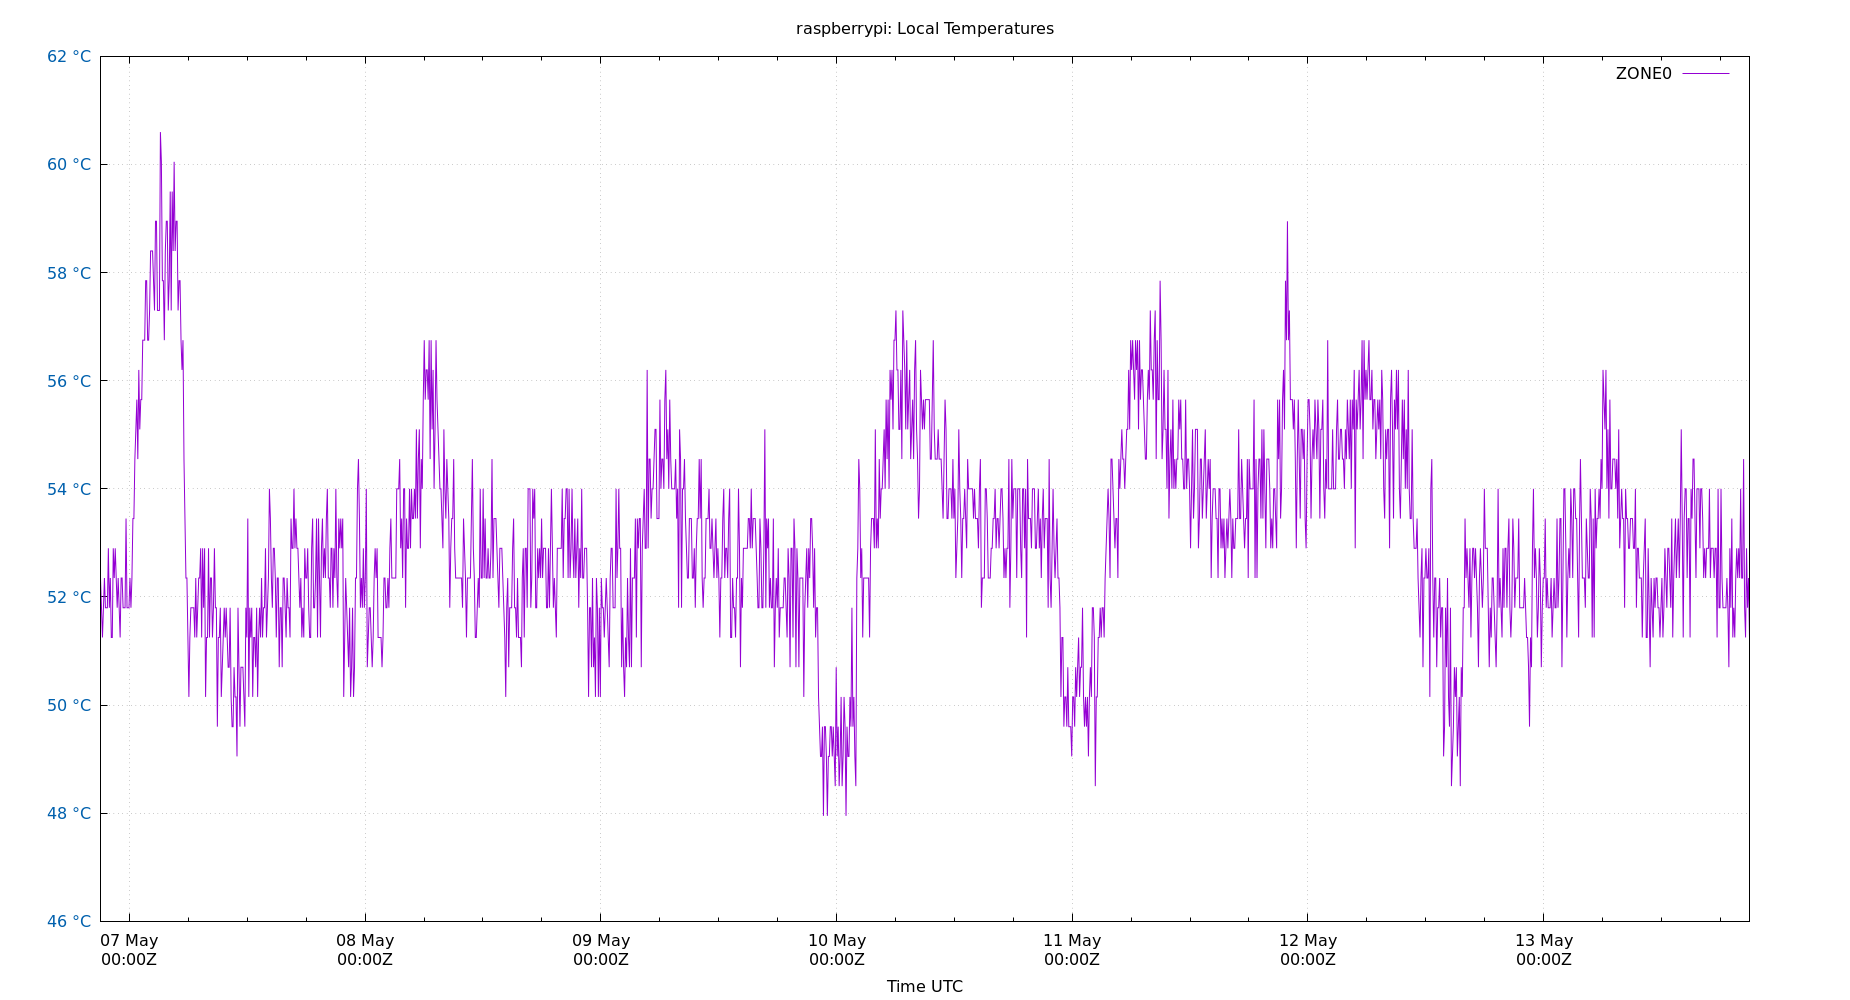 raspberrypi: Local Temperatures
62 °C
ZONE0
60 °C
58 °C
56 °C
54 °C
52 °C
50 °C
48 °C
46 °C
07 May 08 May 09 May 10 May 11 May 12 May 13 May
00:00Z 00:00Z 00:00Z 00:00Z 00:00Z 00:00Z 00:00Z
Time UTC